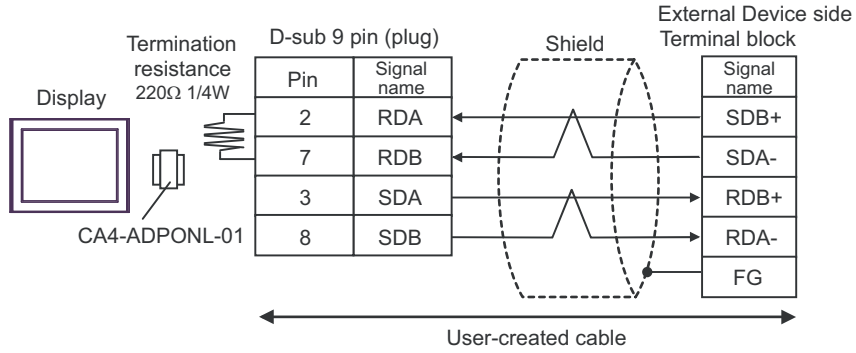 External Device side
Terminal block
D-sub 9 pin (plug)
Shield
Termination
resistance
220Ω 1/4W
Display
Pin
Signal
name
Signal
name
2
RDA
SDB+
7
RDB
SDA-
3
SDA
RDB+
8
SDB
RDA-
FG
CA4-ADPONL-01
User-created cable